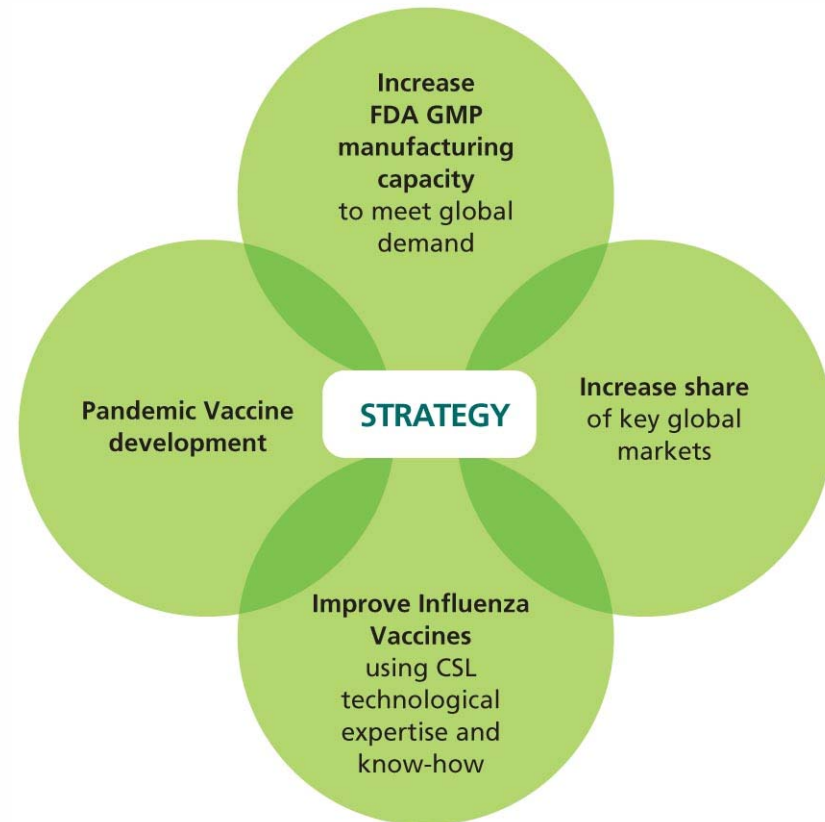 Increase
FDA GMP
manufacturing
capacity
to meet global
demand
Pandemic Vaccine
development
STRATEGY
Increase share
of key global
markets
Improve Influenza
Vaccines
using CSL
technological
expertise and
know-how